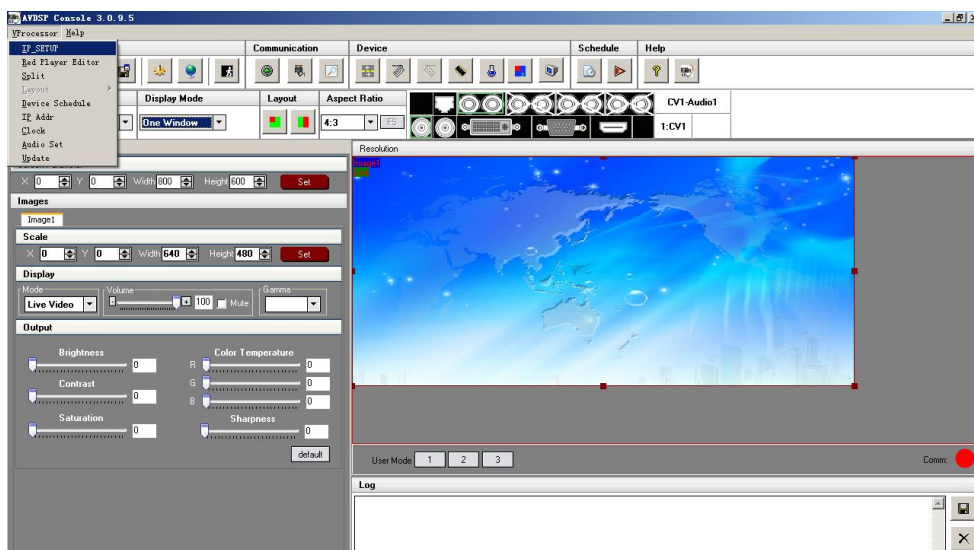 AVDSP Console 3.0.9.5
VProcessor Help
IP_SETUP
Red Player Editor
Split
Layout
Device Schedule
IP Addr
Clock
Audio Set
Update
Communication Device Schedule Help
Display Mode Layout Aspect Ratio
One Window 4:3 FS
CV1-Audio1
1:CV1
Resolution
X 0 Y 0 Width 800 Height 600 Set
Images
Image1
Scale
X 0 Y 0 Width 640 Height 480 Set
Display
Mode Volume Gamma
Live Video 100 Mute
Output
Brightness Color Temperature
0 R 0
Contrast G 0
0 B 0
Saturation Sharpness
0 0
default
Image1
User Mode 1 2 3 Comm:
Log